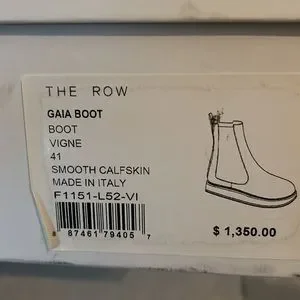 THE ROW
GAIA BOOT
BOOT
VIGNE
41
SMOOTH CALFSKIN
MADE IN ITALY
F1151-L52-VI
87461 79405 7
$ 1,350.00